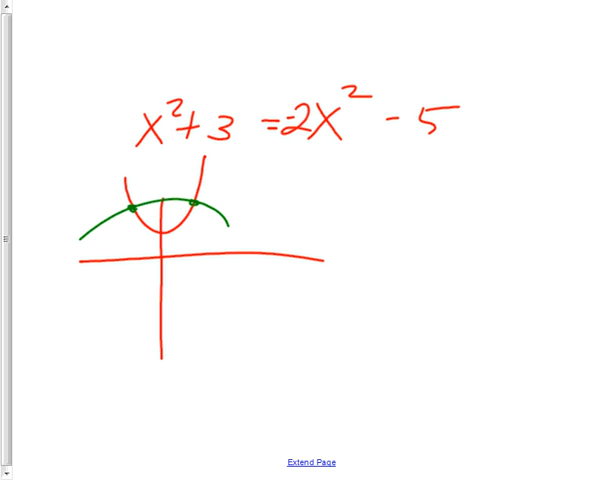 x²+3 =-2x² - 5
Extend Page